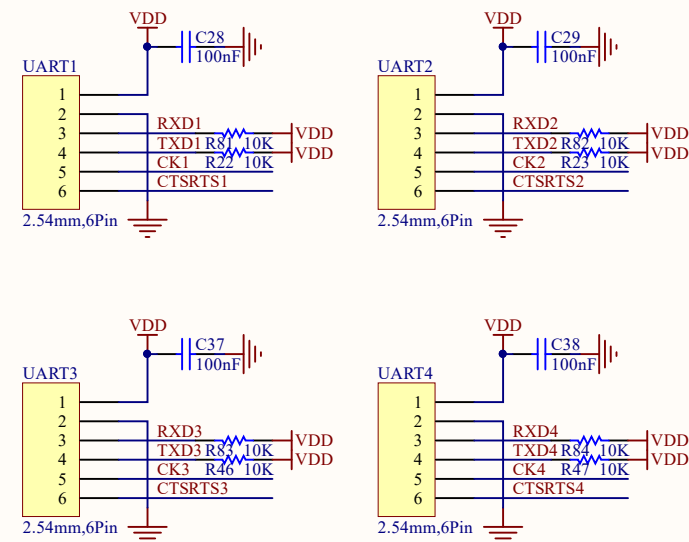 VDD
C28
100nF
UART1
1
2
3 RXD1 VDD
4 TXD1 R81 10K VDD
5 CK1 R22 10K
6 CTSRTS1
2.54mm,6Pin
VDD
C29
100nF
UART2
1
2
3 RXD2 VDD
4 TXD2 R82 10K VDD
5 CK2 R23 10K
6 CTSRTS2
2.54mm,6Pin
VDD
C37
100nF
UART3
1
2
3 RXD3 VDD
4 TXD3 R83 10K VDD
5 CK3 R46 10K
6 CTSRTS3
2.54mm,6Pin
VDD
C38
100nF
UART4
1
2
3 RXD4 VDD
4 TXD4 R84 10K VDD
5 CK4 R47 10K
6 CTSRTS4
2.54mm,6Pin